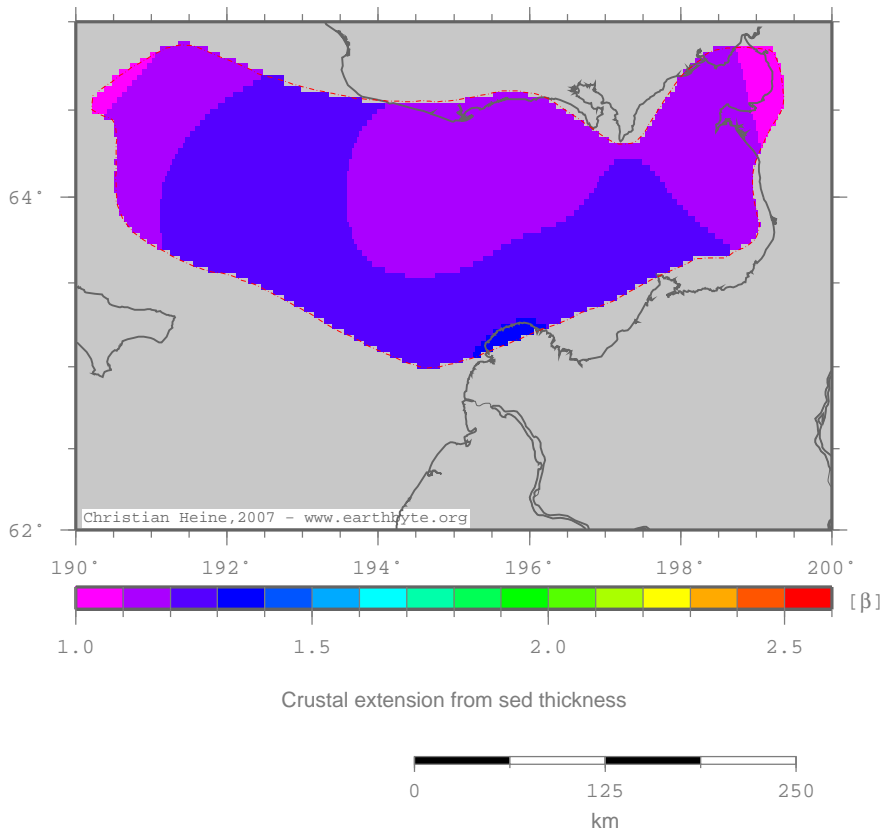 64°
62°
Christian Heine,2007 - www.earthbyte.org
190° 192° 194° 196° 198° 200°
[β]
1.0 1.5 2.0 2.5
Crustal extension from sed thickness
0 125 250
km